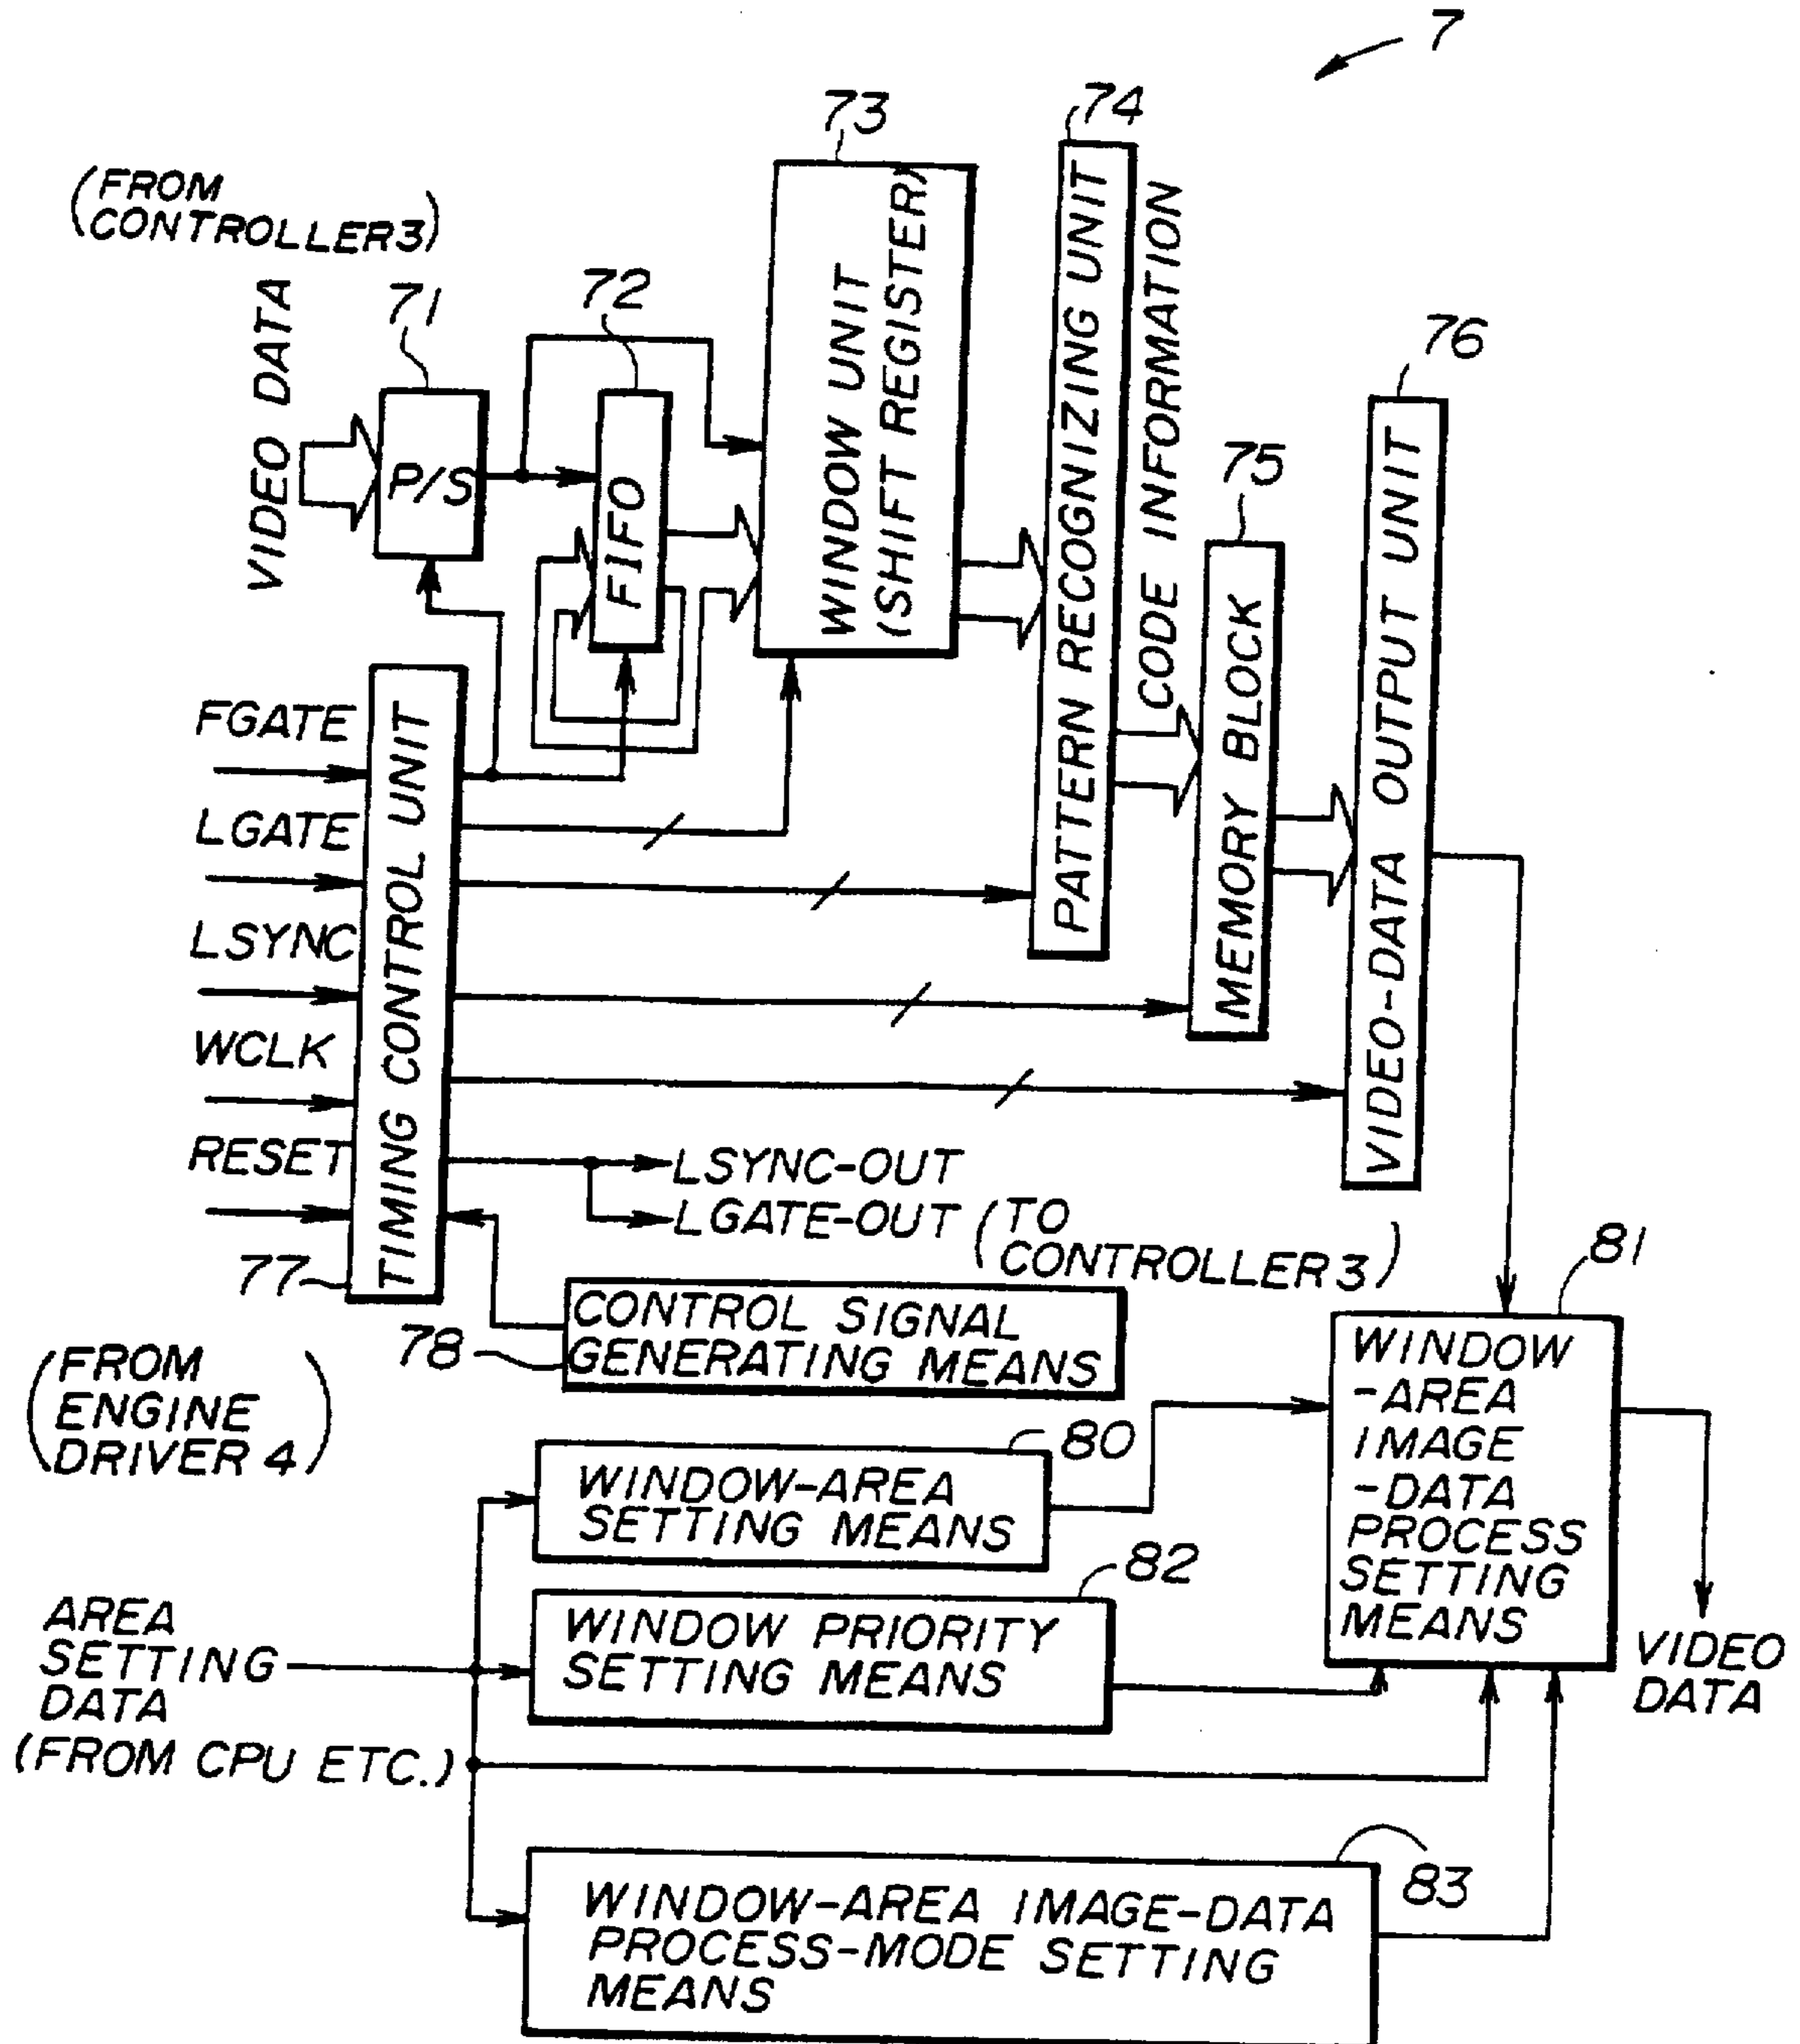 7
(FROM
CONTROLLER3)
VIDEO DATA
71
P/S
72
FIFO
73
WINDOW UNIT
(SHIFT REGISTER)
74
PATTERN RECOGNIZING UNIT
CODE INFORMATION
75
MEMORY BLOCK
76
VIDEO-DATA OUTPUT UNIT
FGATE
LGATE
LSYNC
WCLK
RESET
77
TIMING CONTROL UNIT
(FROM
ENGINE
DRIVER 4)
LSYNC-OUT
LGATE-OUT (TO
CONTROLLER3)
78
CONTROL SIGNAL
GENERATING MEANS
80
WINDOW-AREA
SETTING MEANS
81
WINDOW
-AREA
IMAGE
-DATA
PROCESS
SETTING
MEANS
VIDEO
DATA
AREA
SETTING
DATA
(FROM CPU ETC.)
82
WINDOW PRIORITY
SETTING MEANS
83
WINDOW-AREA IMAGE-DATA
PROCESS-MODE SETTING
MEANS